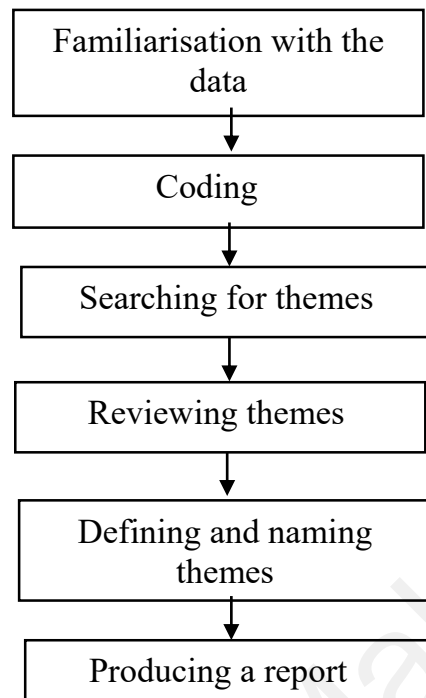 Familiarisation with the
data
Coding
Searching for themes
Reviewing themes
Defining and naming
themes
Producing a report